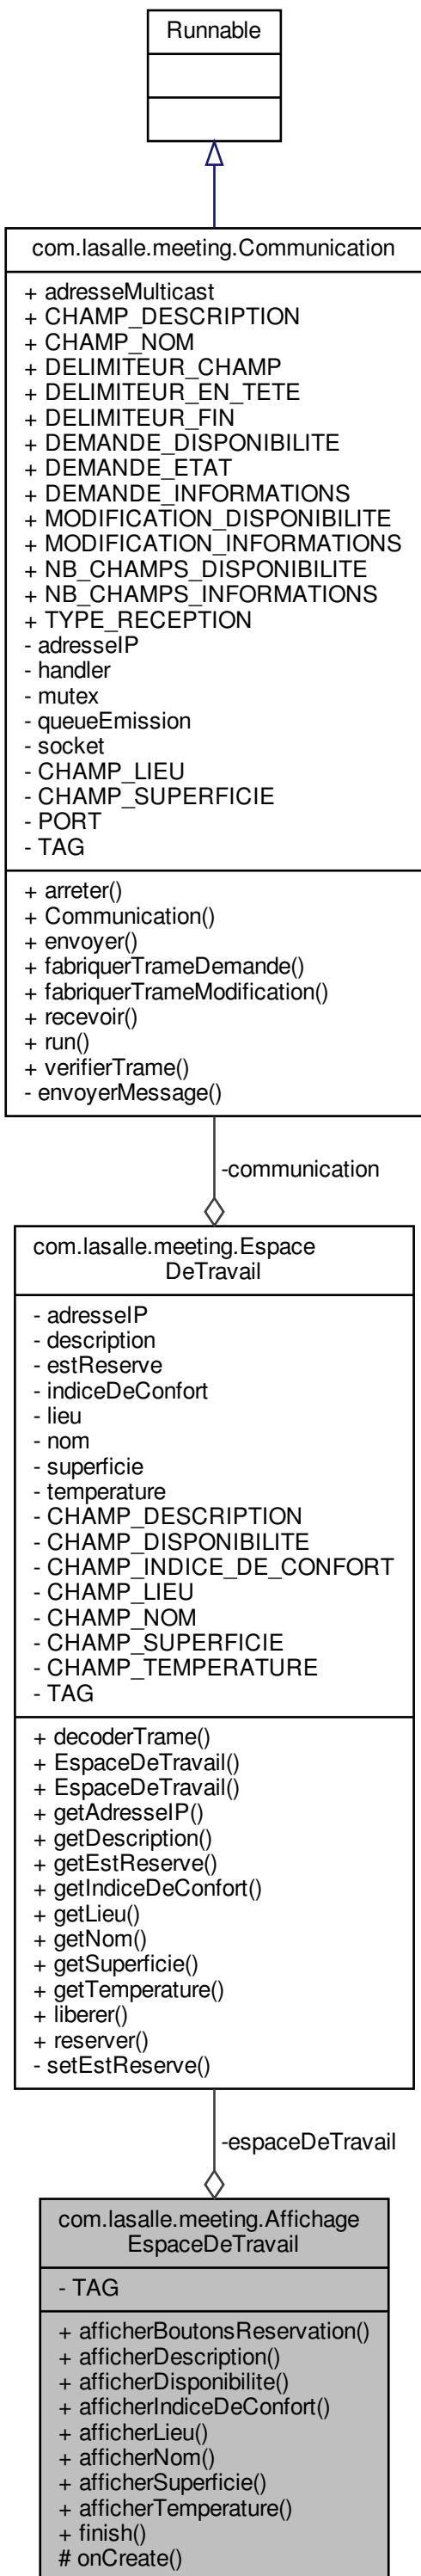 Runnable
com.lasalle.meeting.Communication
+ adresseMulticast
+ CHAMP_DESCRIPTION
+ CHAMP_NOM
+ DELIMITEUR_CHAMP
+ DELIMITEUR_EN_TETE
+ DELIMITEUR_FIN
+ DEMANDE_DISPONIBILITE
+ DEMANDE_ETAT
+ DEMANDE_INFORMATIONS
+ MODIFICATION_DISPONIBILITE
+ MODIFICATION_INFORMATIONS
+ NB_CHAMPS_DISPONIBILITE
+ NB_CHAMPS_INFORMATIONS
+ TYPE_RECEPTION
- adresseIP
- handler
- mutex
- queueEmission
- socket
- CHAMP_LIEU
- CHAMP_SUPERFICIE
- PORT
- TAG
+ arreter()
+ Communication()
+ envoyer()
+ fabriquerTrameDemande()
+ fabriquerTrameModification()
+ recevoir()
+ run()
+ verifierTrame()
- envoyerMessage()
-communication
com.lasalle.meeting.Espace
DeTravail
- adresseIP
- description
- estReserve
- indiceDeConfort
- lieu
- nom
- superficie
- temperature
- CHAMP_DESCRIPTION
- CHAMP_DISPONIBILITE
- CHAMP_INDICE_DE_CONFORT
- CHAMP_LIEU
- CHAMP_NOM
- CHAMP_SUPERFICIE
- CHAMP_TEMPERATURE
- TAG
+ decoderTrame()
+ EspaceDeTravail()
+ EspaceDeTravail()
+ getAdresseIP()
+ getDescription()
+ getEstReserve()
+ getIndiceDeConfort()
+ getLieu()
+ getNom()
+ getSuperficie()
+ getTemperature()
+ liberer()
+ reserver()
- setEstReserve()
-espaceDeTravail
com.lasalle.meeting.Affichage
EspaceDeTravail
- TAG
+ afficherBoutonsReservation()
+ afficherDescription()
+ afficherDisponibilite()
+ afficherIndiceDeConfort()
+ afficherLieu()
+ afficherNom()
+ afficherSuperficie()
+ afficherTemperature()
+ finish()
# onCreate()